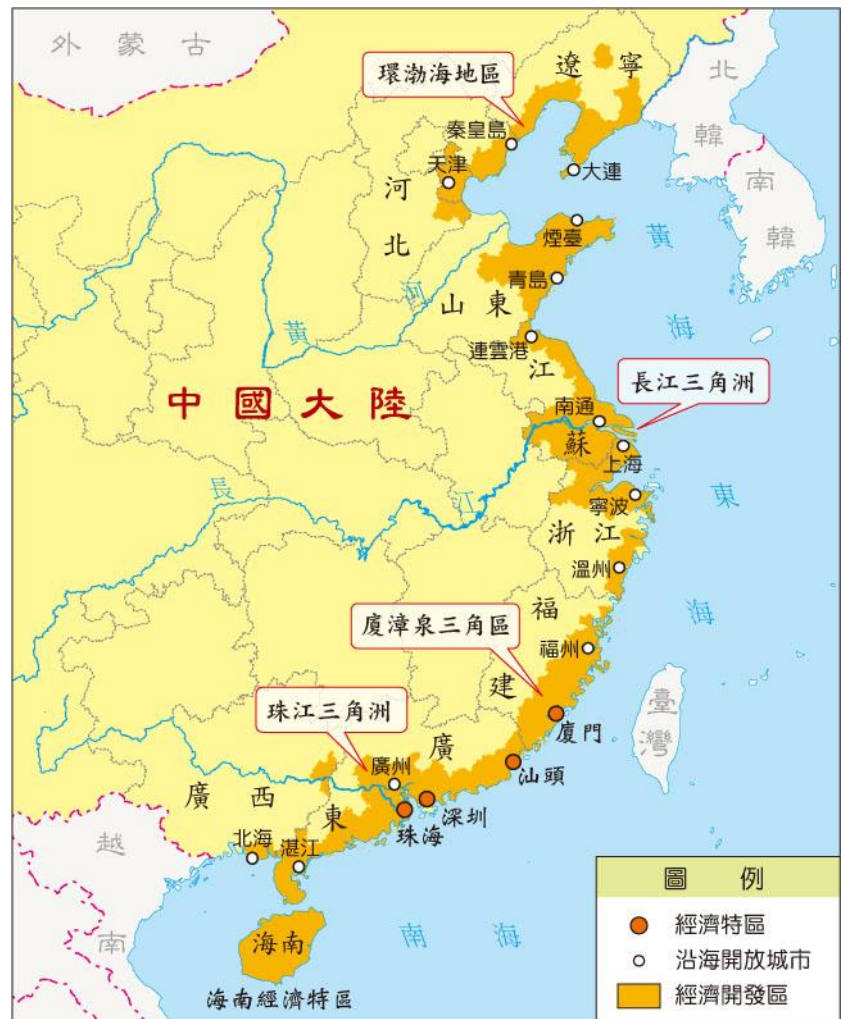 外蒙古
遼寧
北韓
環渤海地區
秦皇島
天津
大連
河北
南韓
黃海
煙臺
青島
山東
黃河
連雲港
江蘇
長江三角洲
中國大陸
南通
上海
長江
寧波
東海
浙江
溫州
福建
廈漳泉三角區
福州
臺灣
珠江三角洲
廈門
廣東
汕頭
廣州
深圳
廣西
珠海
北海
湛江
越南
海南
南海
海南經濟特區
圖例
經濟特區
沿海開放城市
經濟開發區